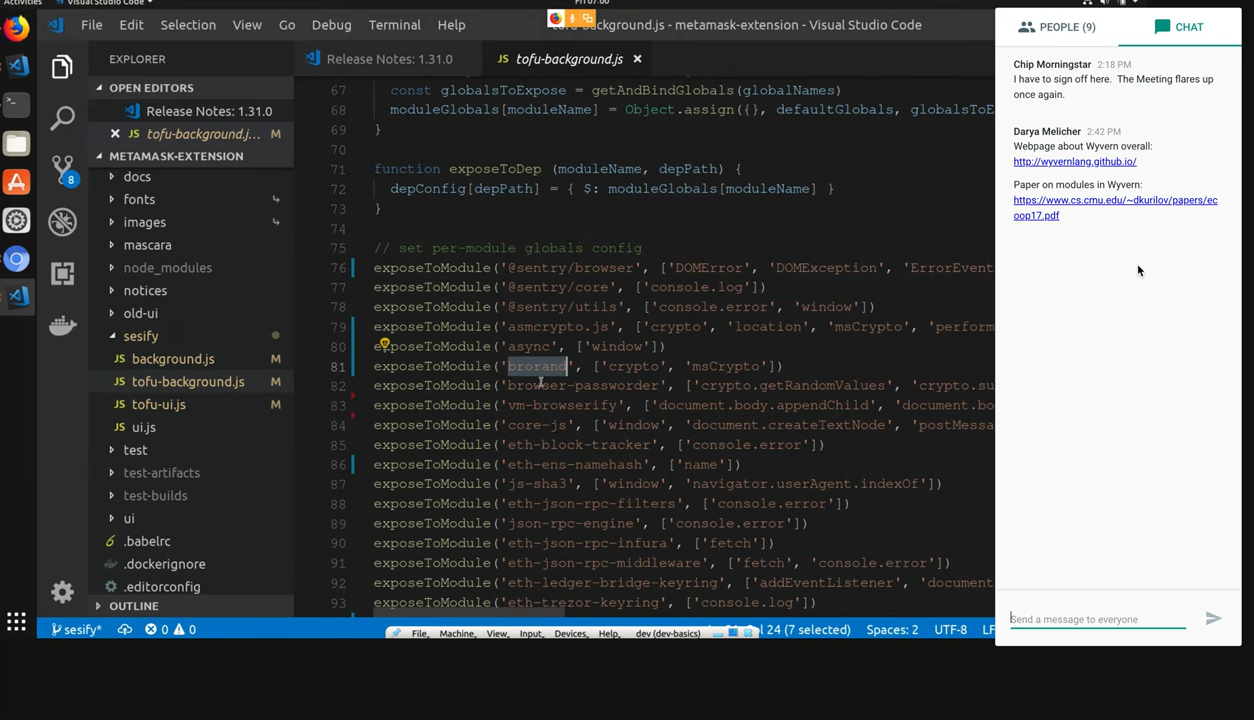 Activities
Visual Studio Code
Fri 07:00
File Edit Selection View Go Debug Terminal Help
tofu-background.js - metamask-extension - Visual Studio Code
EXPLORER
OPEN EDITORS
Release Notes: 1.31.0
tofu-background.j... M
METAMASK-EXTENSION
docs
fonts
images
mascara
node_modules
notices
old-ui
sesify
background.js M
tofu-background.js M
tofu-ui.js M
ui.js
test
test-artifacts
test-builds
ui
.babelrc
.dockerignore
.editorconfig
OUTLINE
8
Release Notes: 1.31.0
tofu-background.js
67 const globalsToExpose = getAndBindGlobals(globalNames)
68 moduleGlobals[moduleName] = Object.assign({}, defaultGlobals, globalsToE
69 }
70
71 function exposeToDep (moduleName, depPath) {
72 depConfig[depPath] = { $: moduleGlobals[moduleName] }
73 }
74
75 // set per-module globals config
76 exposeToModule('@sentry/browser', ['DOMError', 'DOMException', 'ErrorEvent
77 exposeToModule('@sentry/core', ['console.log'])
78 exposeToModule('@sentry/utils', ['console.error', 'window'])
79 exposeToModule('asmcrypto.js', ['crypto', 'location', 'msCrypto', 'perform
80 exposeToModule('async', ['window'])
81 exposeToModule('brorand', ['crypto', 'msCrypto'])
82 exposeToModule('browser-passworder', ['crypto.getRandomValues', 'crypto.su
83 exposeToModule('vm-browserify', ['document.body.appendChild', 'document.bo
84 exposeToModule('core-js', ['window', 'document.createTextNode', 'postMessa
85 exposeToModule('eth-block-tracker', ['console.error'])
86 exposeToModule('eth-ens-namehash', ['name'])
87 exposeToModule('js-sha3', ['window', 'navigator.userAgent.indexOf'])
88 exposeToModule('eth-json-rpc-filters', ['console.error'])
89 exposeToModule('json-rpc-engine', ['console.error'])
90 exposeToModule('eth-json-rpc-infura', ['fetch'])
91 exposeToModule('eth-json-rpc-middleware', ['fetch', 'console.error'])
92 exposeToModule('eth-ledger-bridge-keyring', ['addEventListener', 'document
93 exposeToModule('eth-trezor-keyring', ['console.log'])
sesify* 0 0
24 (7 selected) Spaces: 2 UTF-8 LF
File, Machine, View, Input, Devices, Help, dev (dev-basics)
PEOPLE (9) CHAT
Chip Morningstar 2:18 PM
I have to sign off here. The Meeting flares up
once again.
Darya Melicher 2:42 PM
Webpage about Wyvern overall:
http://wyvernlang.github.io/
Paper on modules in Wyvern:
https://www.cs.cmu.edu/~dkurilov/papers/ec
oop17.pdf
Send a message to everyone